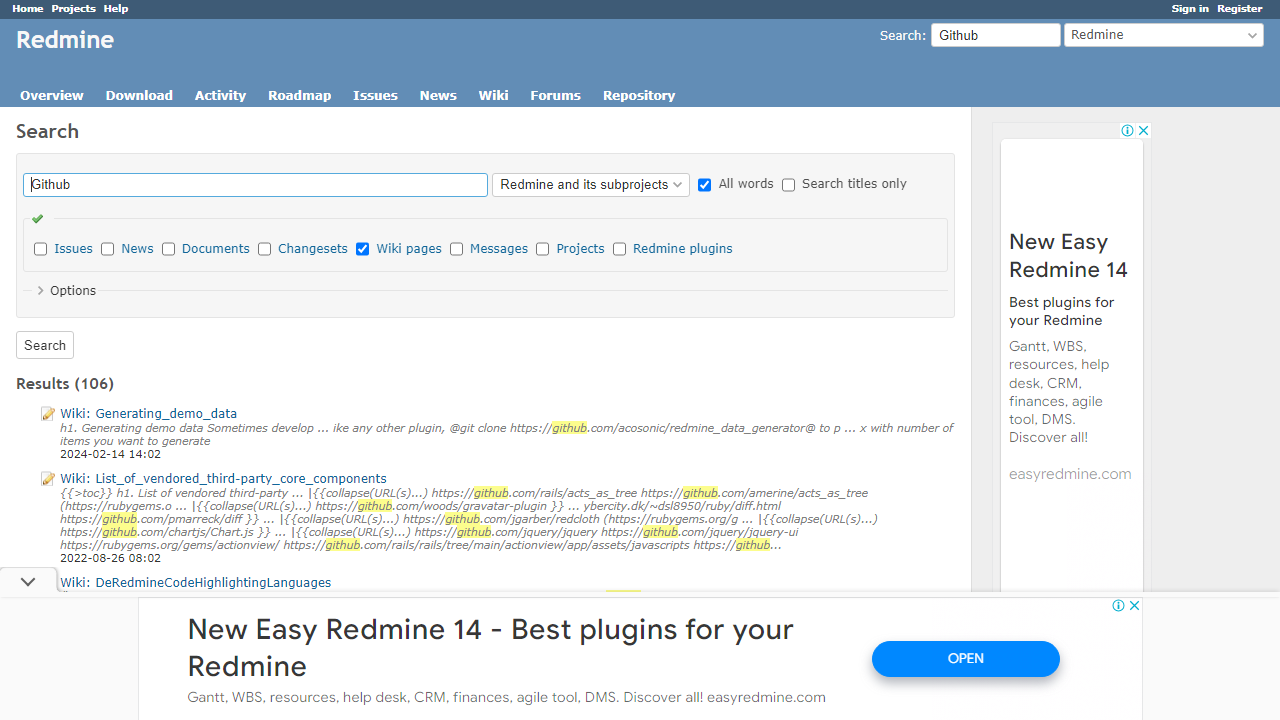 Home Projects Help Sign in Register
Redmine
Search: Github Redmine
Overview Download Activity Roadmap Issues News Wiki Forums Repository
Search
Github Redmine and its subprojects All words Search titles only
Issues News Documents Changesets Wiki pages Messages Projects Redmine plugins
Options
Search
Results (106)
Wiki: Generating_demo_data
h1. Generating demo data Sometimes develop ... ike any other plugin, @git clone https://github.com/acosonic/redmine_data_generator@ to p ... x with number of
items you want to generate
2024-02-14 14:02
Wiki: List_of_vendored_third-party_core_components
{{>toc}} h1. List of vendored third-party ... |{{collapse(URL(s)...) https://github.com/rails/acts_as_tree https://github.com/amerine/acts_as_tree
(https://rubygems.o ... |{{collapse(URL(s)...) https://github.com/woods/gravatar-plugin }} ... ybercity.dk/~dsl8950/ruby/diff.html
https://github.com/pmarreck/diff }} ... |{{collapse(URL(s)...) https://github.com/jgarber/redcloth (https://rubygems.org/g ... |{{collapse(URL(s)...)
https://github.com/chartjs/Chart.js }} ... |{{collapse(URL(s)...) https://github.com/jquery/jquery https://github.com/jquery/jquery-ui
https://rubygems.org/gems/actionview/ https://github.com/rails/rails/tree/main/actionview/app/assets/javascripts https://github...
2022-08-26 08:02
Wiki: DeRedmineCodeHighlightingLanguages
New Easy
Redmine 14
Best plugins for
your Redmine
Gantt, WBS,
resources, help
desk, CRM,
finances, agile
tool, DMS.
Discover all!
easyredmine.com
New Easy Redmine 14 - Best plugins for your
Redmine
Gantt, WBS, resources, help desk, CRM, finances, agile tool, DMS. Discover all! easyredmine.com
OPEN